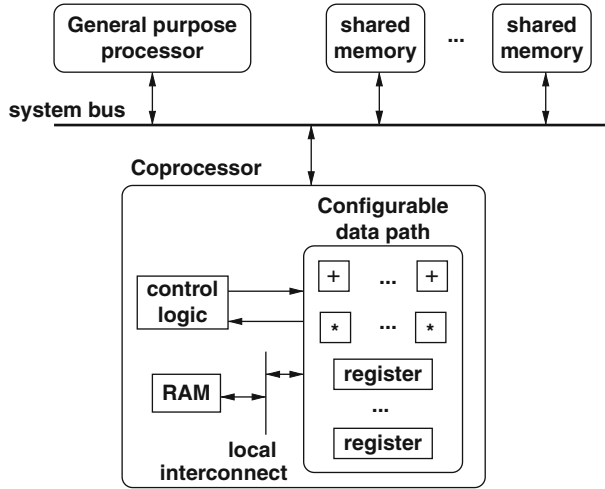 General purpose
processor
shared
memory
...
shared
memory
system bus
Coprocessor
Configurable
data path
+ ... +
* ... *
control
logic
register
RAM
...
register
local
interconnect